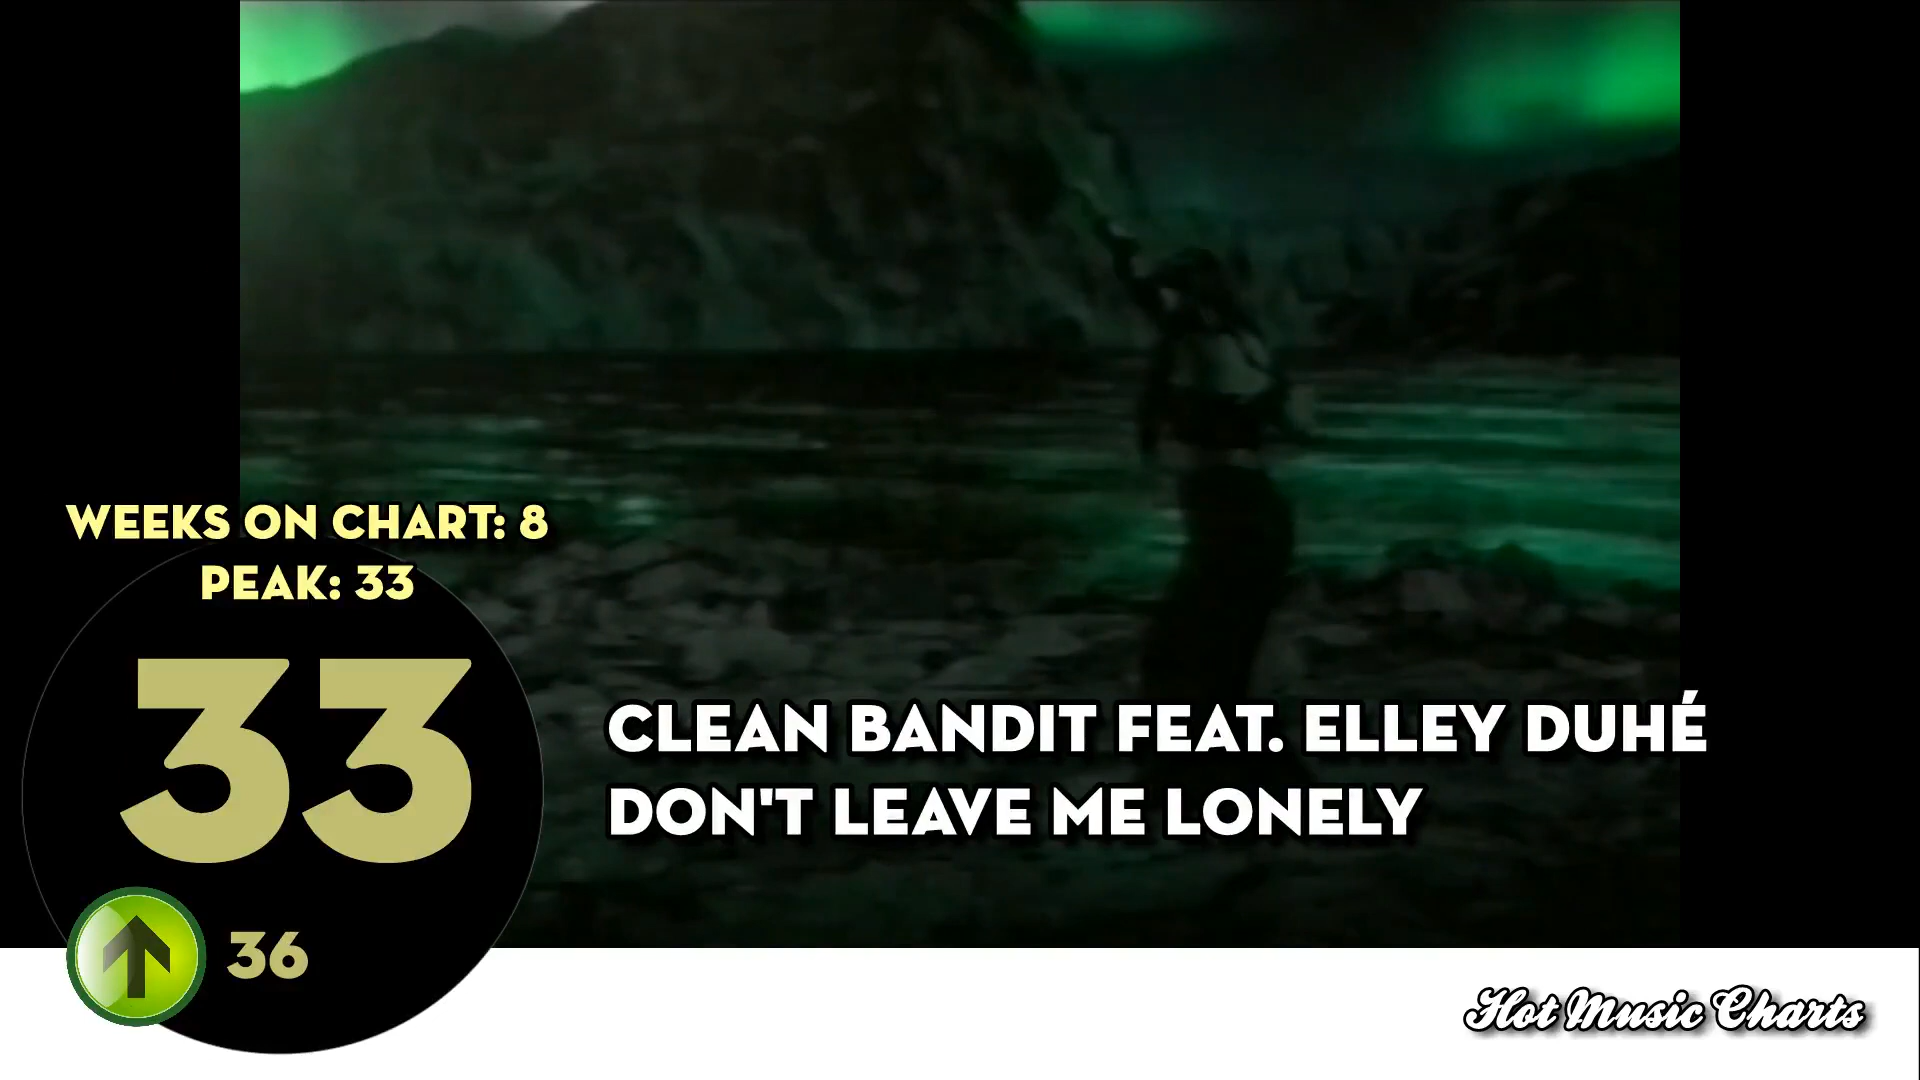 WEEKS ON CHART: 8
PEAK: 33
33
CLEAN BANDIT FEAT. ELLEY DUHÉ
DON'T LEAVE ME LONELY
36
Hot Music Charts